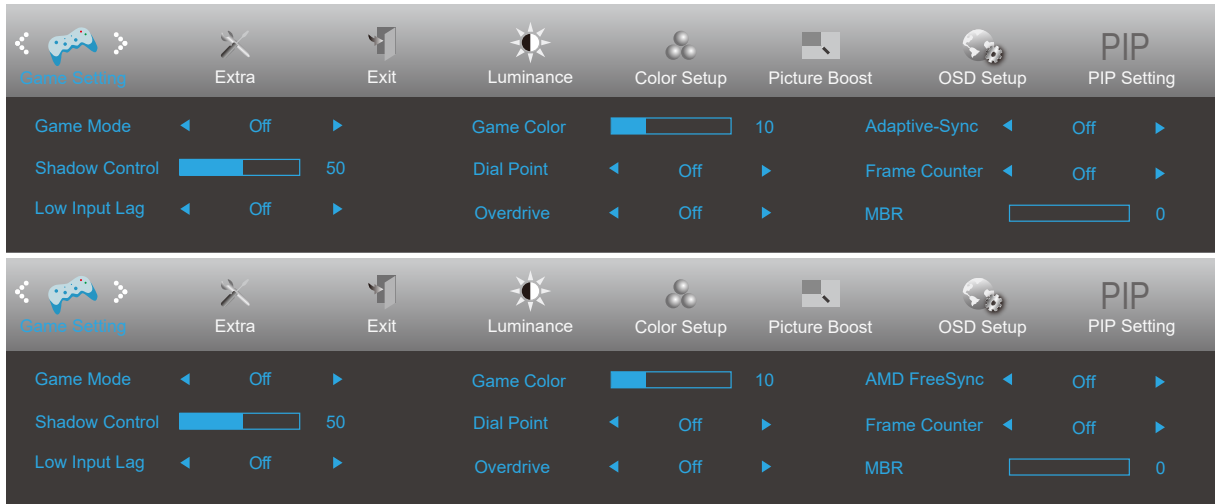 PIP
Game Setting Extra Exit Luminance Color Setup Picture Boost OSD Setup PIP Setting
Game Mode Off Game Color 10 Adaptive-Sync Off
Shadow Control 50 Dial Point Off Frame Counter Off
Low Input Lag Off Overdrive Off MBR 0
PIP
Game Setting Extra Exit Luminance Color Setup Picture Boost OSD Setup PIP Setting
Game Mode Off Game Color 10 AMD FreeSync Off
Shadow Control 50 Dial Point Off Frame Counter Off
Low Input Lag Off Overdrive Off MBR 0